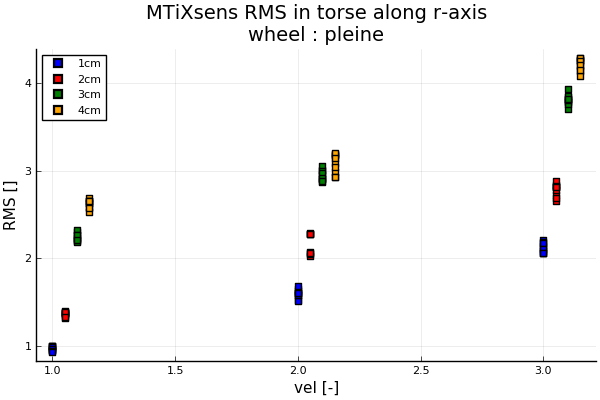 MTiXsens RMS in torse along r-axis
wheel : pleine
1cm
2cm
3cm
4cm
4
3
2
1
RMS []
1.0 1.5 2.0 2.5 3.0
vel [-]